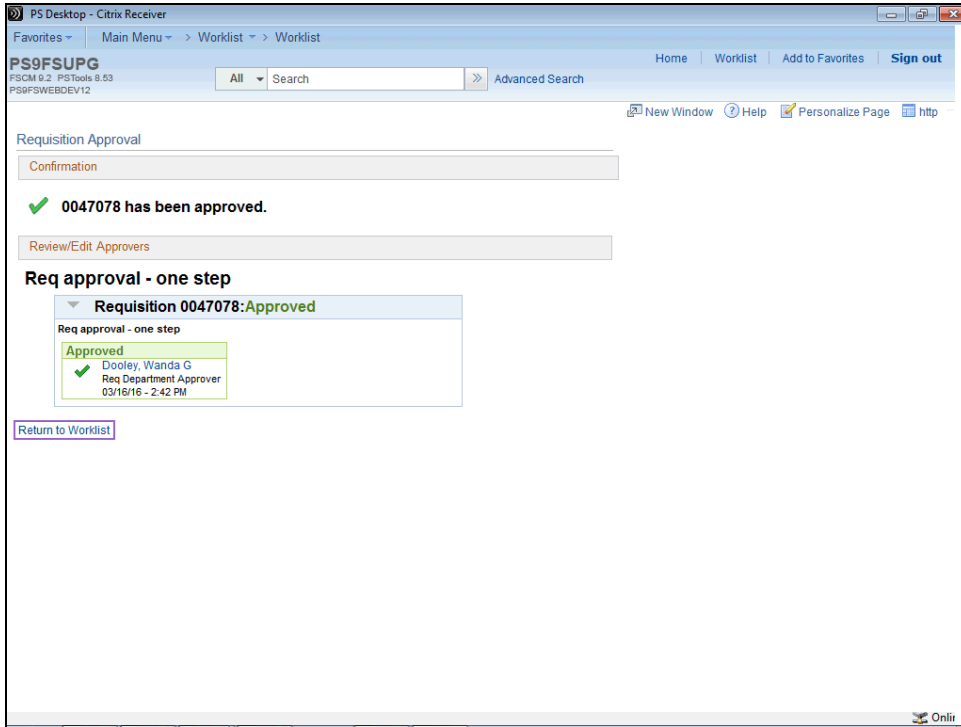 PS Desktop - Citrix Receiver
Favorites Main Menu > Worklist > Worklist
PS9FSUPG
FSCM 9.2 PSTools 8.53
PS9FSWEBDEV12
Home Worklist Add to Favorites Sign out
All Search Advanced Search
New Window Help Personalize Page http
Requisition Approval
Confirmation
0047078 has been approved.
Review/Edit Approvers
Req approval - one step
Requisition 0047078:Approved
Req approval - one step
Approved
Dooley, Wanda G
Req Department Approver
03/16/16 - 2:42 PM
Return to Worklist